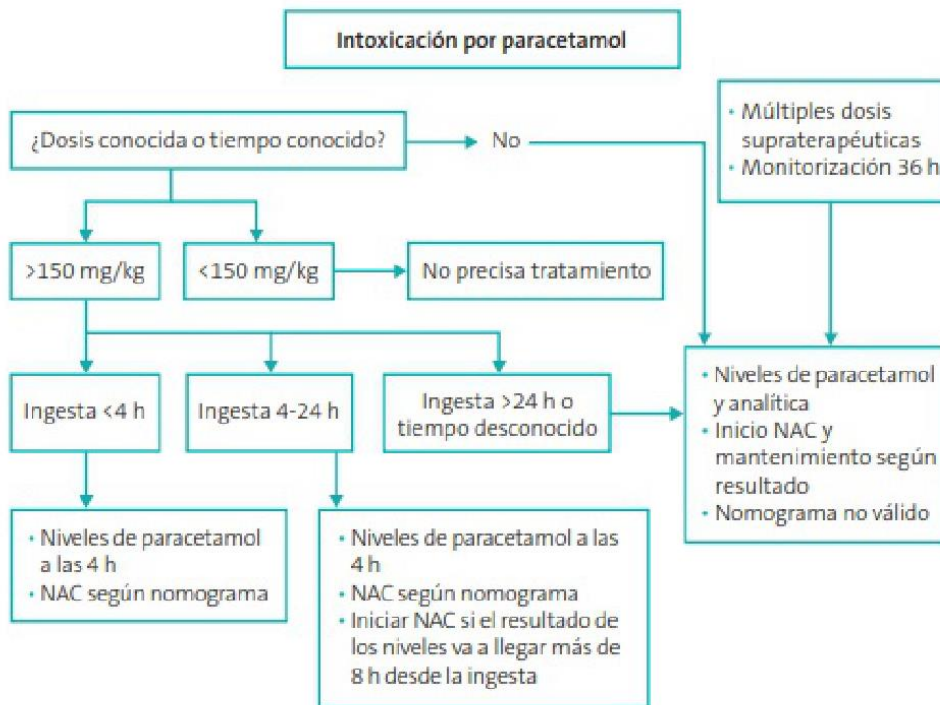 Intoxicación por paracetamol
¿Dosis conocida o tiempo conocido?
No
• Múltiples dosis
supraterapéuticas
• Monitorización 36 h
>150 mg/kg
<150 mg/kg
No precisa tratamiento
Ingesta <4 h
Ingesta 4-24 h
Ingesta >24 h o
tiempo desconocido
• Niveles de paracetamol
y analítica
• Inicio NAC y
mantenimiento según
resultado
• Nomograma no válido
• Niveles de paracetamol
a las 4 h
• NAC según nomograma
• Niveles de paracetamol a las
4 h
• NAC según nomograma
• Iniciar NAC si el resultado de
los niveles va a llegar más de
8 h desde la ingesta